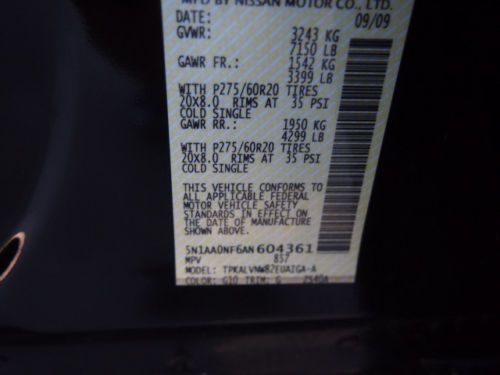 MFD BY NISSAN MOTOR CO., LTD.
DATE: 09/09
GVWR: 3243 KG
7150 LB
GAWR FR.: 1542 KG
3399 LB
WITH P275/60R20 TIRES
20X8.0 RIMS AT 35 PSI
COLD SINGLE
GAWR RR.: 1950 KG
4299 LB
WITH P275/60R20 TIRES
20X8.0 RIMS AT 35 PSI
COLD SINGLE
THIS VEHICLE CONFORMS TO
ALL APPLICABLE FEDERAL
MOTOR VEHICLE SAFETY
STANDARDS IN EFFECT ON
THE DATE OF MANUFACTURE
SHOWN ABOVE.
5N1AA0NF6AN604361
MPV 857
MODEL: TPKALVNW82EUAIGA-A
COLOR: G10 TRIM: G